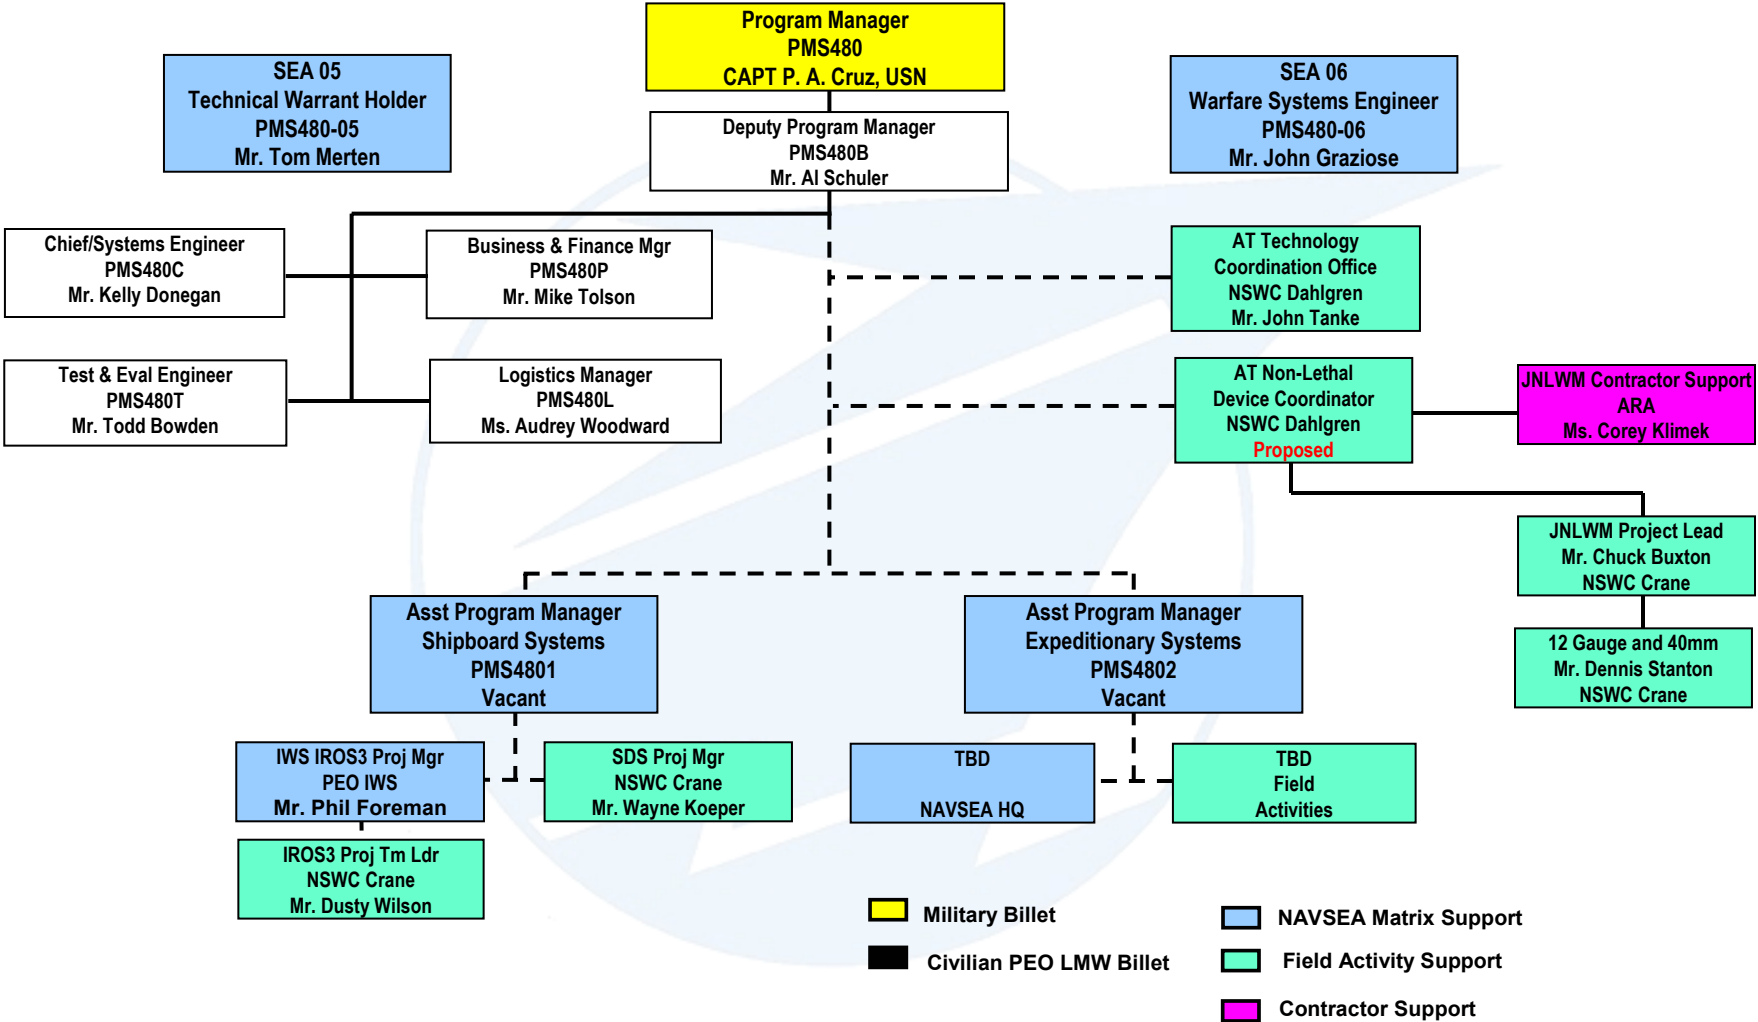 Program Manager
PMS480
CAPT P. A. Cruz, USN
SEA 05
Technical Warrant Holder
PMS480-05
Mr. Tom Merten
SEA 06
Warfare Systems Engineer
PMS480-06
Mr. John Graziose
Deputy Program Manager
PMS480B
Mr. Al Schuler
Chief/Systems Engineer
PMS480C
Mr. Kelly Donegan
Business & Finance Mgr
PMS480P
Mr. Mike Tolson
AT Technology
Coordination Office
NSWC Dahlgren
Mr. John Tanke
Test & Eval Engineer
PMS480T
Mr. Todd Bowden
Logistics Manager
PMS480L
Ms. Audrey Woodward
AT Non-Lethal
Device Coordinator
NSWC Dahlgren
Proposed
JNLWM Contractor Support
ARA
Ms. Corey Klimek
JNLWM Project Lead
Mr. Chuck Buxton
NSWC Crane
12 Gauge and 40mm
Mr. Dennis Stanton
NSWC Crane
Asst Program Manager
Shipboard Systems
PMS4801
Vacant
Asst Program Manager
Expeditionary Systems
PMS4802
Vacant
IWS IROS3 Proj Mgr
PEO IWS
Mr. Phil Foreman
SDS Proj Mgr
NSWC Crane
Mr. Wayne Koeper
TBD
NAVSEA HQ
TBD
Field
Activities
IROS3 Proj Tm Ldr
NSWC Crane
Mr. Dusty Wilson
Military Billet
Civilian PEO LMW Billet
NAVSEA Matrix Support
Field Activity Support
Contractor Support